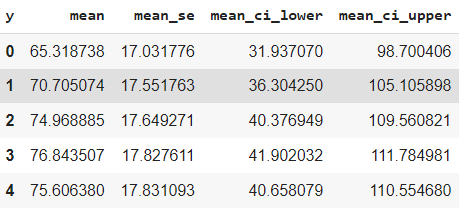 y mean mean_se mean_ci_lower mean_ci_upper
0 65.318738 17.031776 31.937070 98.700406
1 70.705074 17.551763 36.304250 105.105898
2 74.968885 17.649271 40.376949 109.560821
3 76.843507 17.827611 41.902032 111.784981
4 75.606380 17.831093 40.658079 110.554680